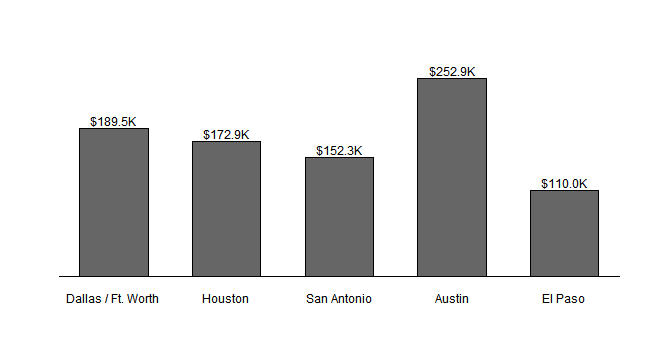 $189.5K
$172.9K
$152.3K
$252.9K
$110.0K
Dallas / Ft. Worth
Houston
San Antonio
Austin
El Paso